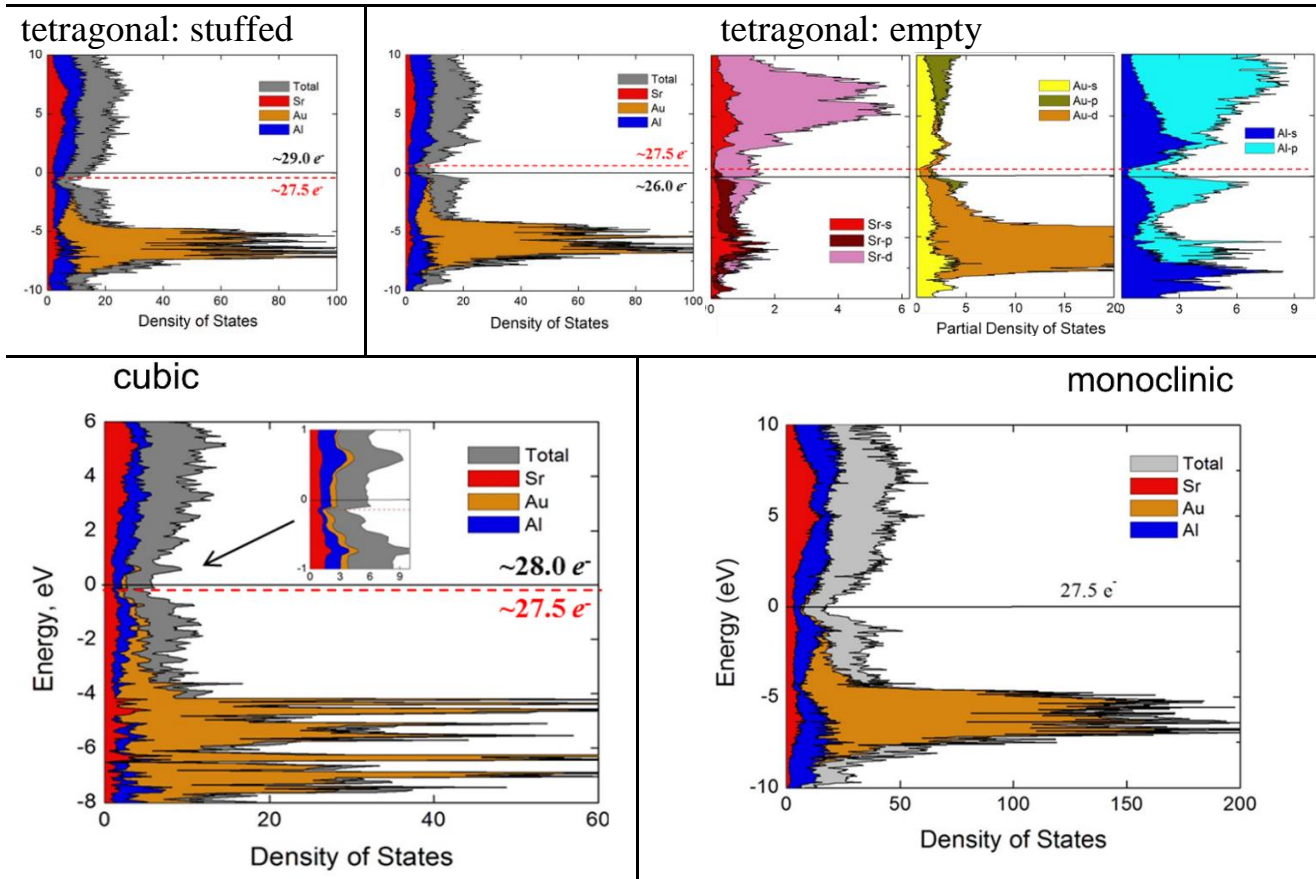 tetragonal: stuffed
tetragonal: empty
10
5
0
-5
-10
Total
Sr
Au
Al
~29.0 e-
~27.5 e-
0 20 40 60 80 100
Density of States
10
5
0
-5
-10
Total
Sr
Au
Al
~27.5 e-
~26.0 e-
0 20 40 60 80 100
Density of States
Sr-s
Sr-p
Sr-d
0 2 4 6
Au-s
Au-p
Au-d
0 5 10 15 20
Partial Density of States
Al-s
Al-p
3 6 9
cubic
Energy, eV
6
4
2
0
-2
-4
-6
-8
1
0
-1
0 3 6 9
Total
Sr
Au
Al
~28.0 e-
~27.5 e-
0 20 40 60
Density of States
monoclinic
Energy (eV)
10
5
0
-5
-10
Total
Sr
Au
Al
27.5 e-
0 50 100 150 200
Density of States